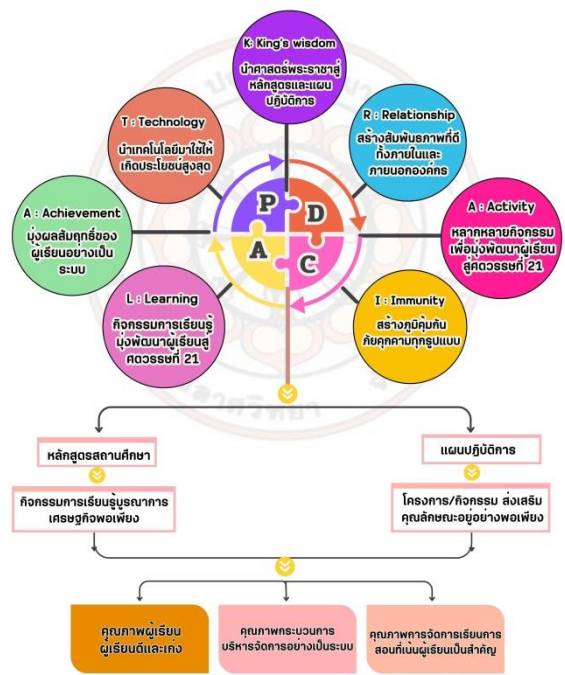 K: King's wisdom
นำศาสตร์พระราชาสู่
หลักสูตรและแผน
ปฏิบัติการ
T : Technology
นำเทคโนโลยีมาใช้ให้
เกิดประโยชน์สูงสุด
R : Relationship
สร้างสัมพันธภาพที่ดี
ทั้งภายในและ
ภายนอกองค์กร
A : Achievement
มุ่งผลสัมฤทธิ์ของ
ผู้เรียนอย่างเป็น
ระบบ
P
D
A
C
A : Activity
หลากหลายกิจกรรม
เพื่อมุ่งพัฒนาผู้เรียน
สู่ศตวรรษที่ 21
L : Learning
กิจกรรมการเรียนรู้
มุ่งพัฒนาผู้เรียนสู่
ศตวรรษที่ 21
I : Immunity
สร้างภูมิคุ้มกัน
ภัยคุกคามทุกรูปแบบ
หลักสูตรสถานศึกษา
แผนปฏิบัติการ
กิจกรรมการเรียนรู้บูรณาการ
เศรษฐกิจพอเพียง
โครงการ/กิจกรรม ส่งเสริม
คุณลักษณะอยู่อย่างพอเพียง
คุณภาพผู้เรียน
ผู้เรียนดีและเก่ง
คุณภาพกระบวนการ
บริหารจัดการอย่างเป็นระบบ
คุณภาพการจัดการเรียนการ
สอนที่เน้นผู้เรียนเป็นสำคัญ